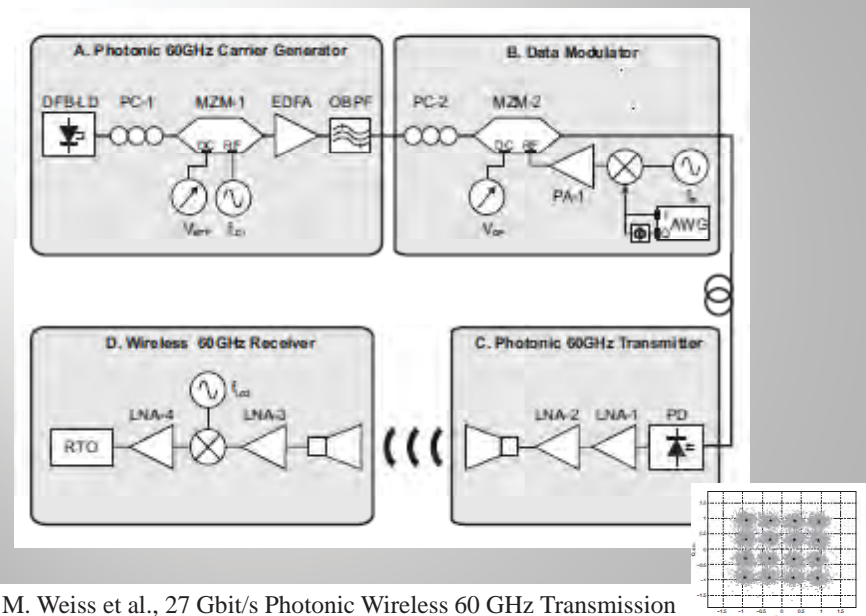 A. Photonic 60GHz Carrier Generator
DFB-LD PC-1 MZM-1 EDFA OBPF
DC RF
B. Data Modulator
PC-2 MZM-2
DC RF
PA-1
AWG
I
Q
Φ
D. Wireless 60GHz Receiver
LNA-4 LNA-3
RTO
C. Photonic 60GHz Transmitter
LNA-2 LNA-1 PD
M. Weiss et al., 27 Gbit/s Photonic Wireless 60 GHz Transmission